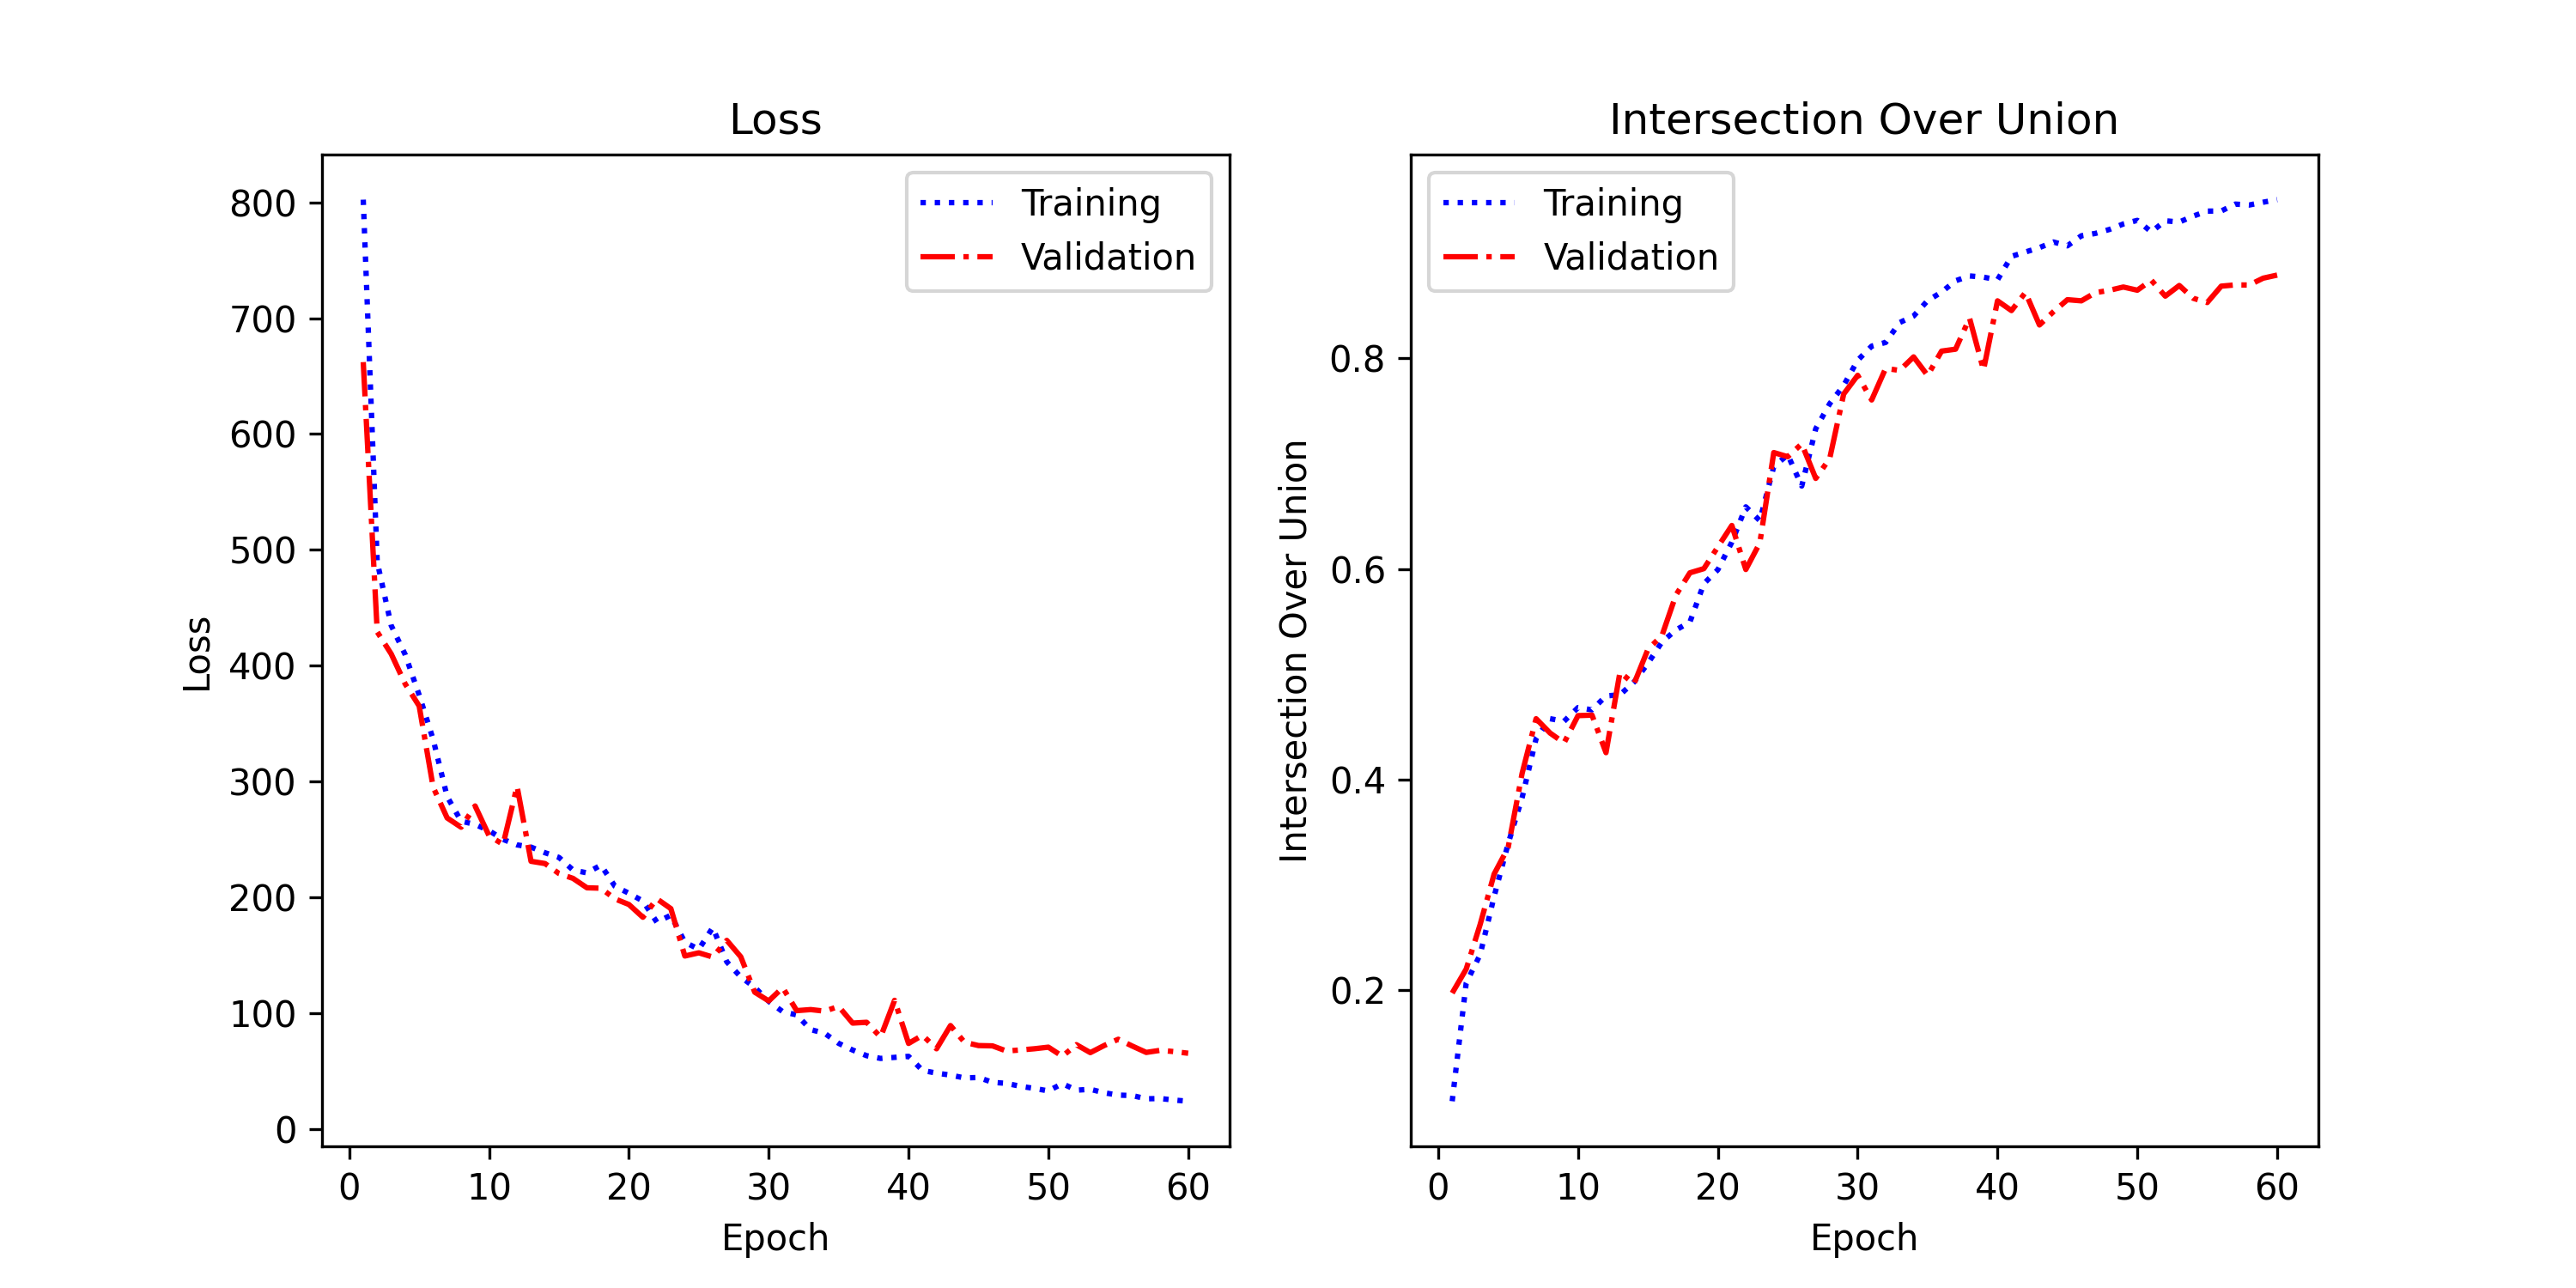 Loss
Training
Validation
800
700
600
500
400
300
200
100
0
Loss
0 10 20 30 40 50 60
Epoch
Intersection Over Union
Training
Validation
0.8
0.6
0.4
0.2
Intersection Over Union
0 10 20 30 40 50 60
Epoch